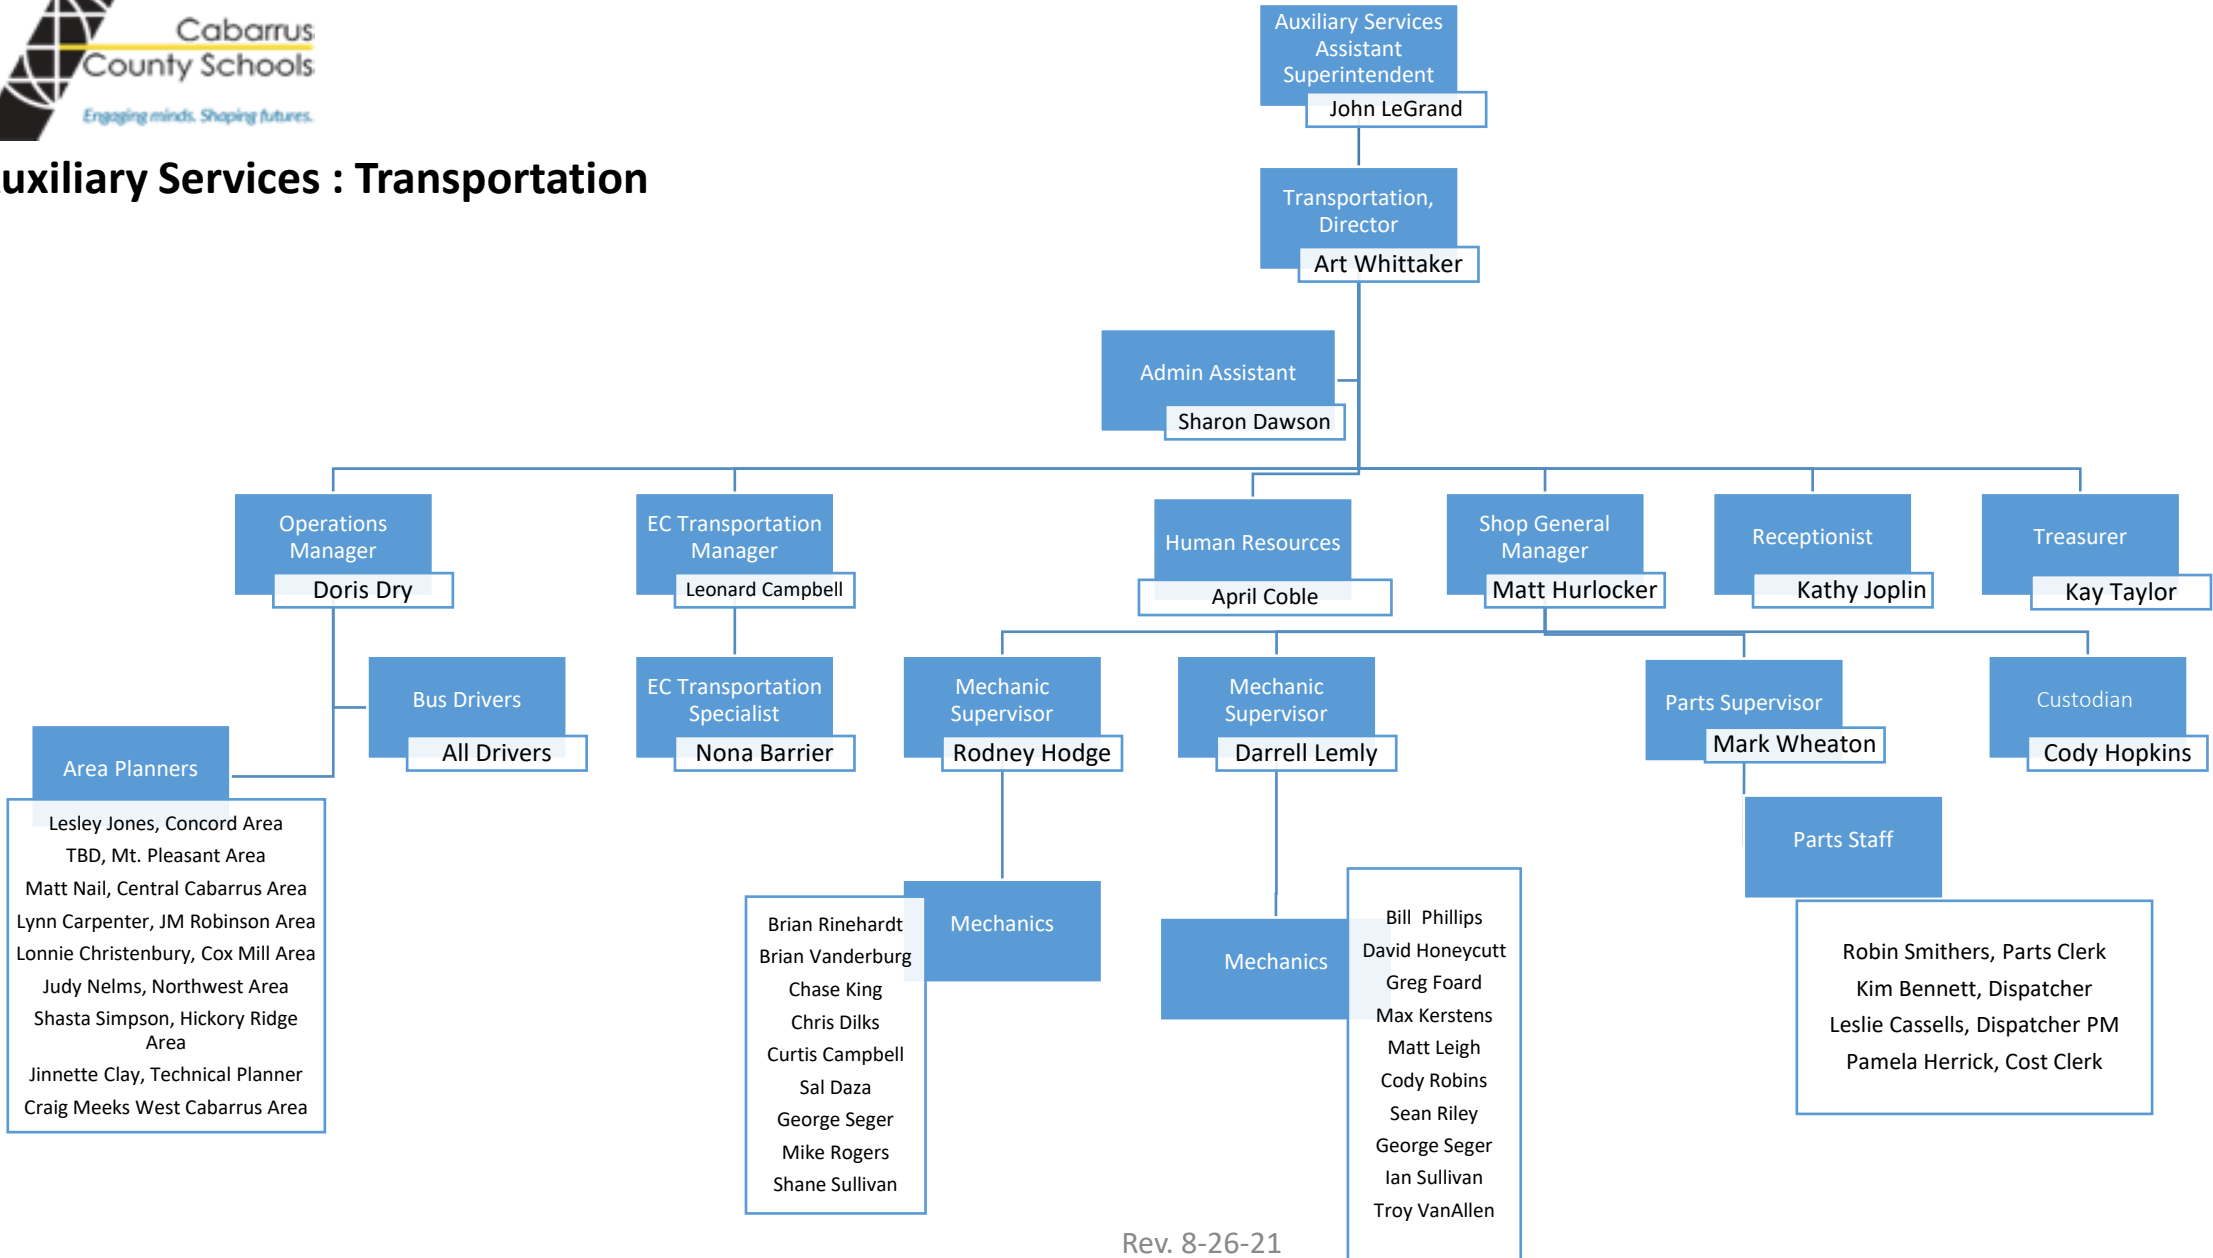 Cabarrus
County Schools
Engaging minds. Shaping futures.
uxiliary Services : Transportation
Auxiliary Services
Assistant
Superintendent
John LeGrand
Transportation,
Director
Art Whittaker
Admin Assistant
Sharon Dawson
Operations
Manager
Doris Dry
EC Transportation
Manager
Leonard Campbell
Human Resources
April Coble
Shop General
Manager
Matt Hurlocker
Receptionist
Kathy Joplin
Treasurer
Kay Taylor
Bus Drivers
All Drivers
EC Transportation
Specialist
Nona Barrier
Mechanic
Supervisor
Rodney Hodge
Mechanic
Supervisor
Darrell Lemly
Parts Supervisor
Mark Wheaton
Custodian
Cody Hopkins
Area Planners
Lesley Jones, Concord Area
TBD, Mt. Pleasant Area
Matt Nail, Central Cabarrus Area
Lynn Carpenter, JM Robinson Area
Lonnie Christenbury, Cox Mill Area
Judy Nelms, Northwest Area
Shasta Simpson, Hickory Ridge
Area
Jinnette Clay, Technical Planner
Craig Meeks West Cabarrus Area
Mechanics
Brian Rinehardt
Brian Vanderburg
Chase King
Chris Dilks
Curtis Campbell
Sal Daza
George Seger
Mike Rogers
Shane Sullivan
Mechanics
Bill Phillips
David Honeycutt
Greg Foard
Max Kerstens
Matt Leigh
Cody Robins
Sean Riley
George Seger
Ian Sullivan
Troy VanAllen
Parts Staff
Robin Smithers, Parts Clerk
Kim Bennett, Dispatcher
Leslie Cassells, Dispatcher PM
Pamela Herrick, Cost Clerk
Rev. 8-26-21